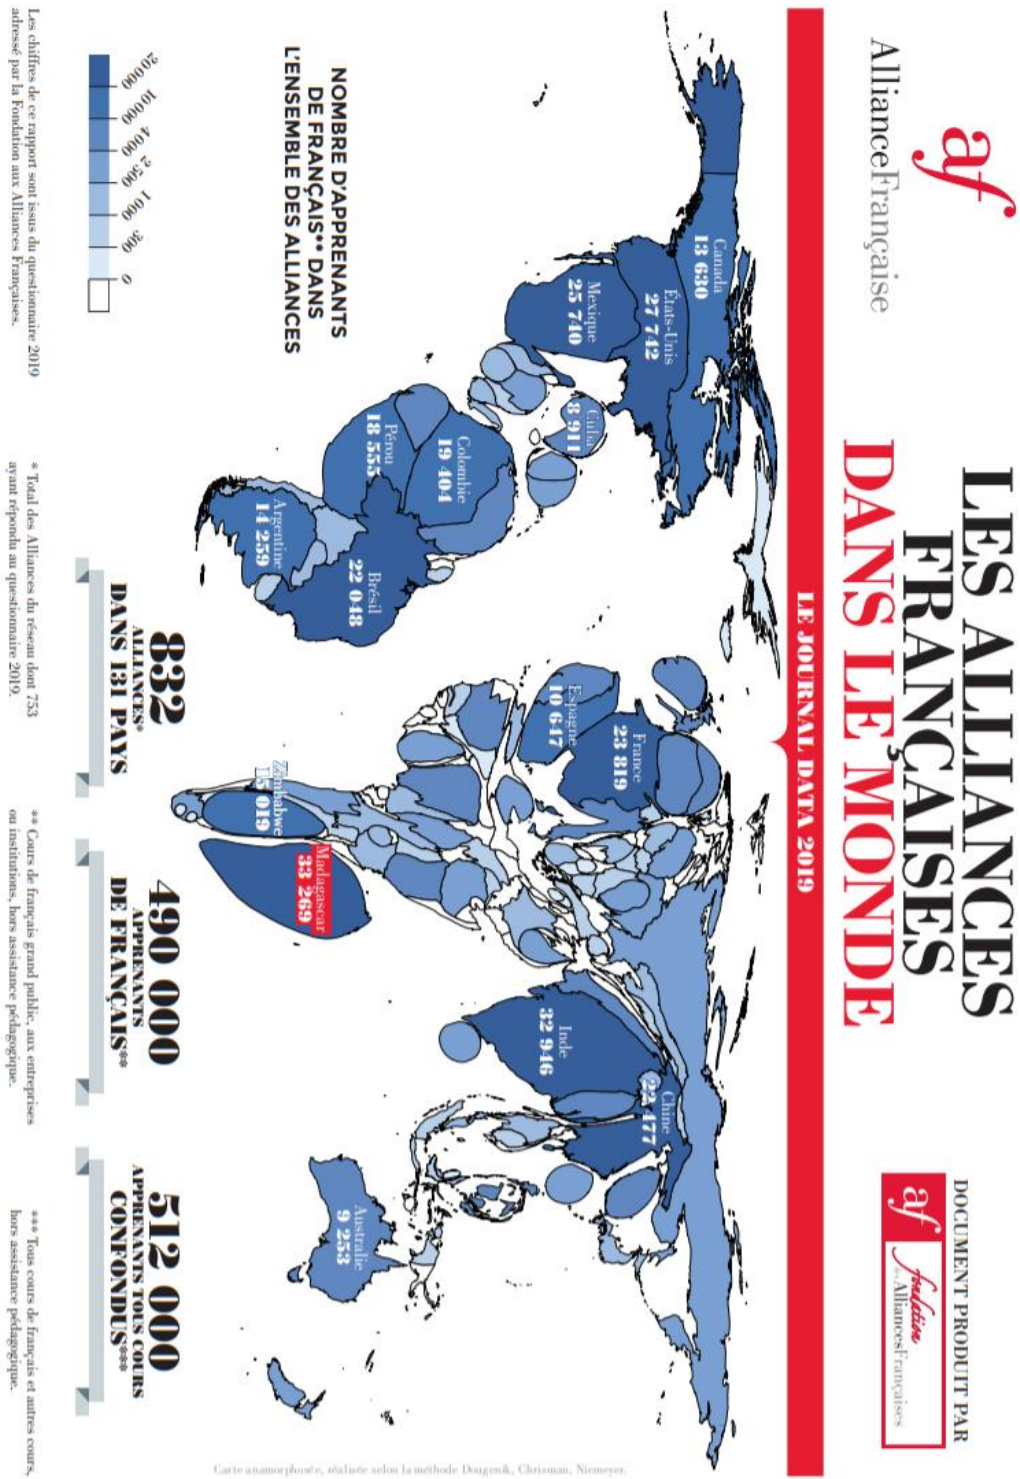 af
AllianceFrançaise
LES ALLIANCES
FRANÇAISES
DANS LE MONDE
DOCUMENT PRODUIT PAR
af
fondation
des AlliancesFrançaises
LE JOURNAL DATA 2019
Canada
13 630
États-Unis
27 742
Mexique
25 740
Cuba
8 911
Colombie
19 404
Pérou
18 555
Brésil
22 048
Argentine
14 259
France
23 819
Espagne
10 647
Zimbabwe
15 019
Madagascar
33 269
Inde
32 946
Chine
22 477
Australie
9 253
NOMBRE D'APPRENANTS
DE FRANÇAIS** DANS
L'ENSEMBLE DES ALLIANCES
20 000
10 000
4 000
2 500
1 000
300
0
832
ALLIANCES*
DANS 131 PAYS
490 000
APPRENANTS
DE FRANÇAIS**
512 000
APPRENANTS TOUS COURS
CONFONDUS***
Carte anamorphosée, réalisée selon la méthode Dougenik, Chrisman, Niemeyer.
Les chiffres de ce rapport sont issus du questionnaire 2019
adressé par la Fondation aux Alliances Françaises.
* Total des Alliances du réseau dont 753
ayant répondu au questionnaire 2019.
** Cours de français grand public, aux entreprises
ou institutions, hors assistance pédagogique.
*** Tous cours de français et autres cours,
hors assistance pédagogique.